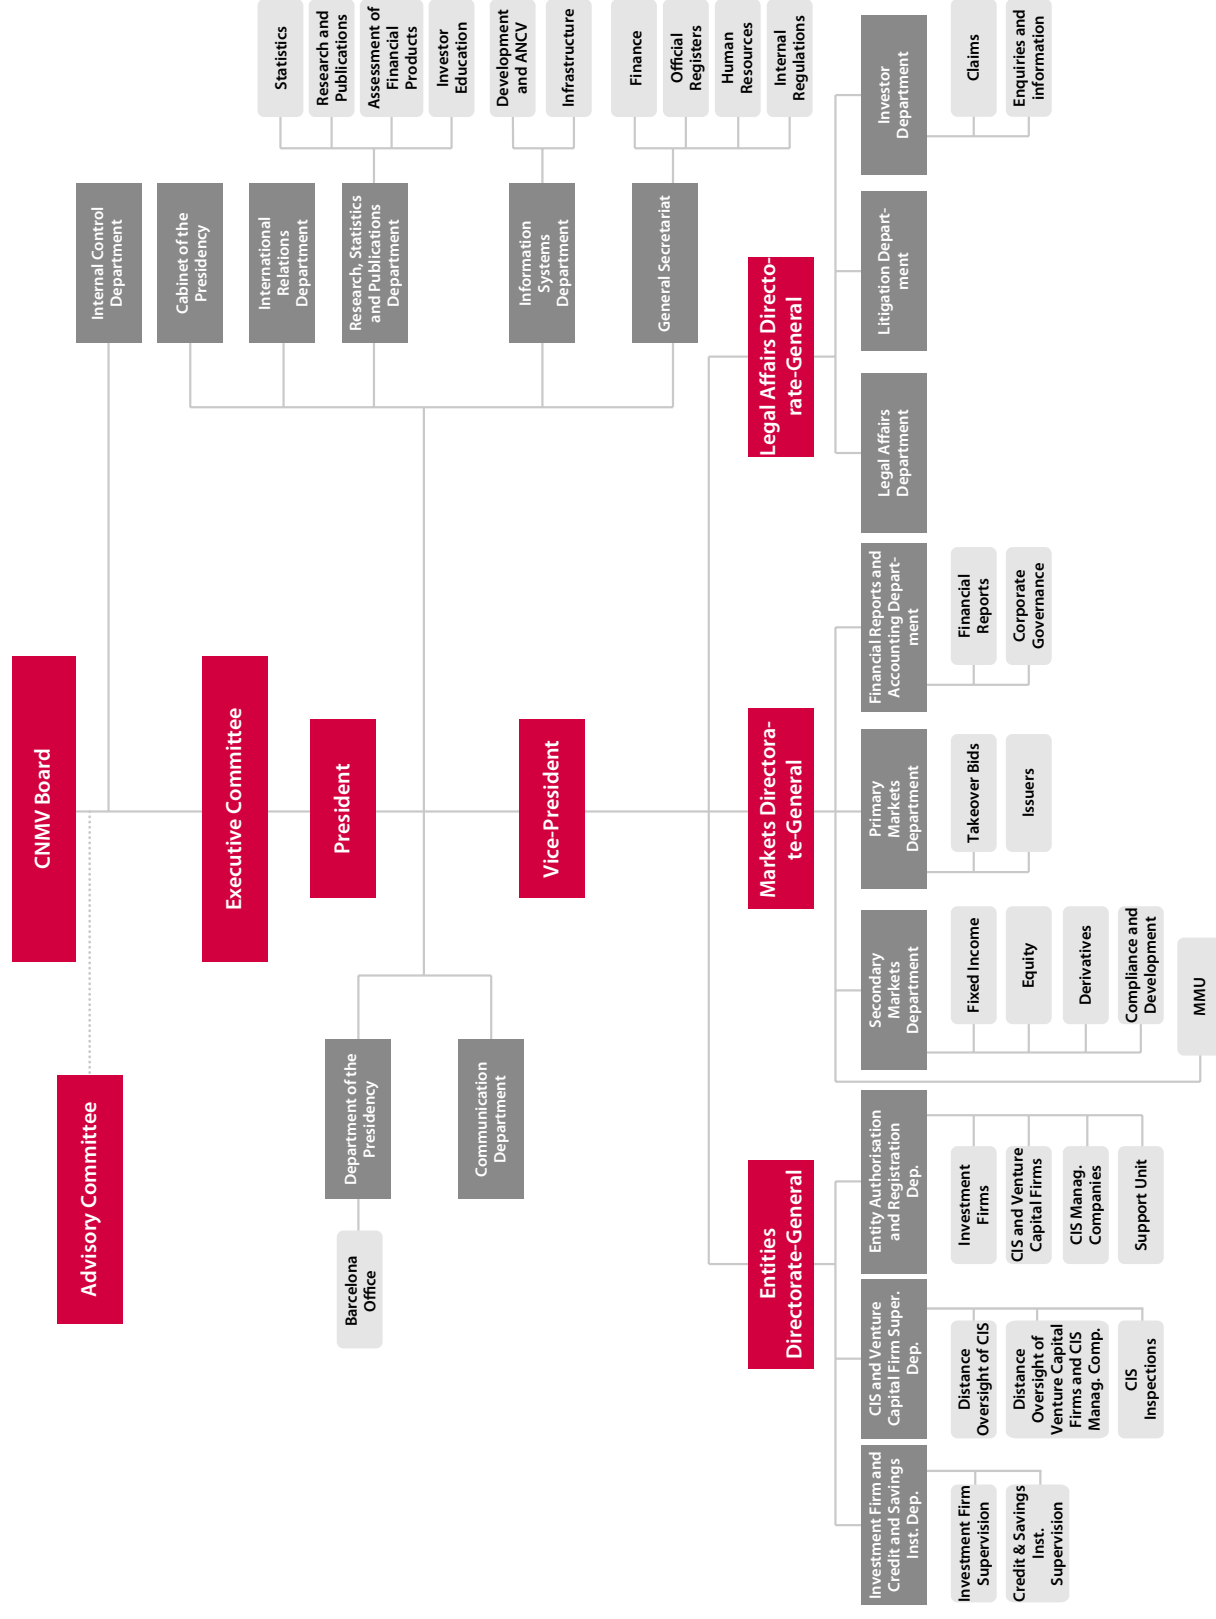 CNMV Board
Advisory Committee
Executive Committee
President
Vice-President
Internal Control
Department
Cabinet of the
Presidency
International
Relations
Department
Research, Statistics
and Publications
Department
Information
Systems
Department
General Secretariat
Statistics
Research and
Publications
Assessment of
Financial
Products
Investor
Education
Development
and ANCV
Infrastructure
Finance
Official
Registers
Human
Resources
Internal
Regulations
Department of the
Presidency
Communication
Department
Barcelona
Office
Entities
Directorate-General
Markets Directora-
te-General
Legal Affairs Directo-
rate-General
Investment Firm and
Credit and Savings
Inst. Dep.
CIS and Venture
Capital Firm Super.
Dep.
Entity Authorisation
and Registration
Dep.
Secondary
Markets
Department
Primary
Markets
Department
Financial Reports and
Accounting Depart-
ment
Legal Affairs
Department
Litigation Depart-
ment
Investor
Department
Investment Firm
Supervision
Credit & Savings
Inst.
Supervision
Distance
Oversight of CIS
Distance
Oversight of
Venture Capital
Firms and CIS
Manag. Comp.
CIS
Inspections
Investment
Firms
CIS and Venture
Capital Firms
CIS Manag.
Companies
Support Unit
Fixed Income
Equity
Derivatives
Compliance and
Development
MMU
Takeover Bids
Issuers
Financial
Reports
Corporate
Governance
Claims
Enquiries and
information